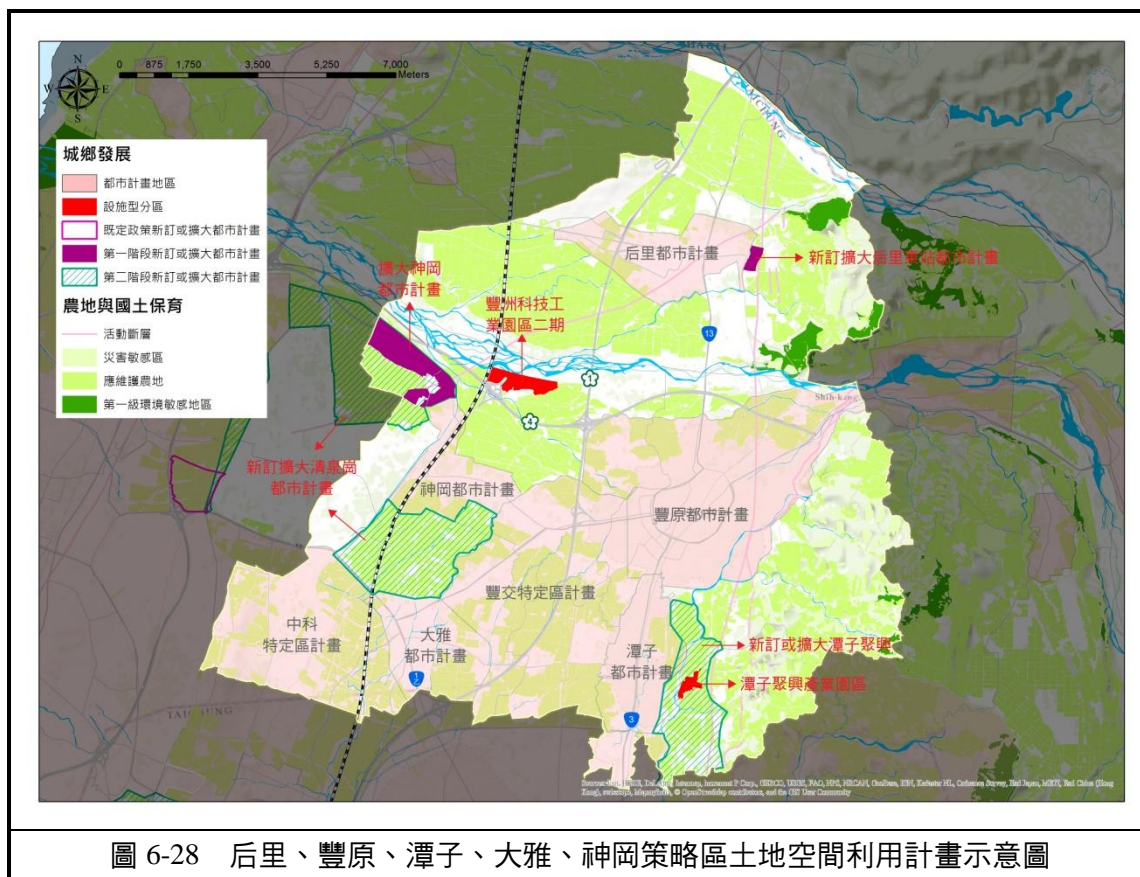 N
W
E
S
0 875 1,750 3,500 5,250 7,000
Meters
城鄉發展
都市計畫地區
設施型分區
既定政策新訂或擴大都市計畫
第一階段新訂或擴大都市計畫
第二階段新訂或擴大都市計畫
農地與國土保育
活動斷層
災害敏感區
應維護農地
第一級環境敏感地區
后里都市計畫
新訂擴大后里車站都市計畫
擴大神岡
都市計畫
豐洲科技工
業園區二期
13
1
4
Shih-kang
新訂擴大清泉崗
都市計畫
神岡都市計畫
豐原都市計畫
豐交特定區計畫
中科
特定區計畫
大雅
都市計畫
潭子
都市計畫
新訂或擴大潭子聚興
潭子聚興產業園區
3
圖 6-28 后里、豐原、潭子、大雅、神岡策略區土地空間利用計畫示意圖